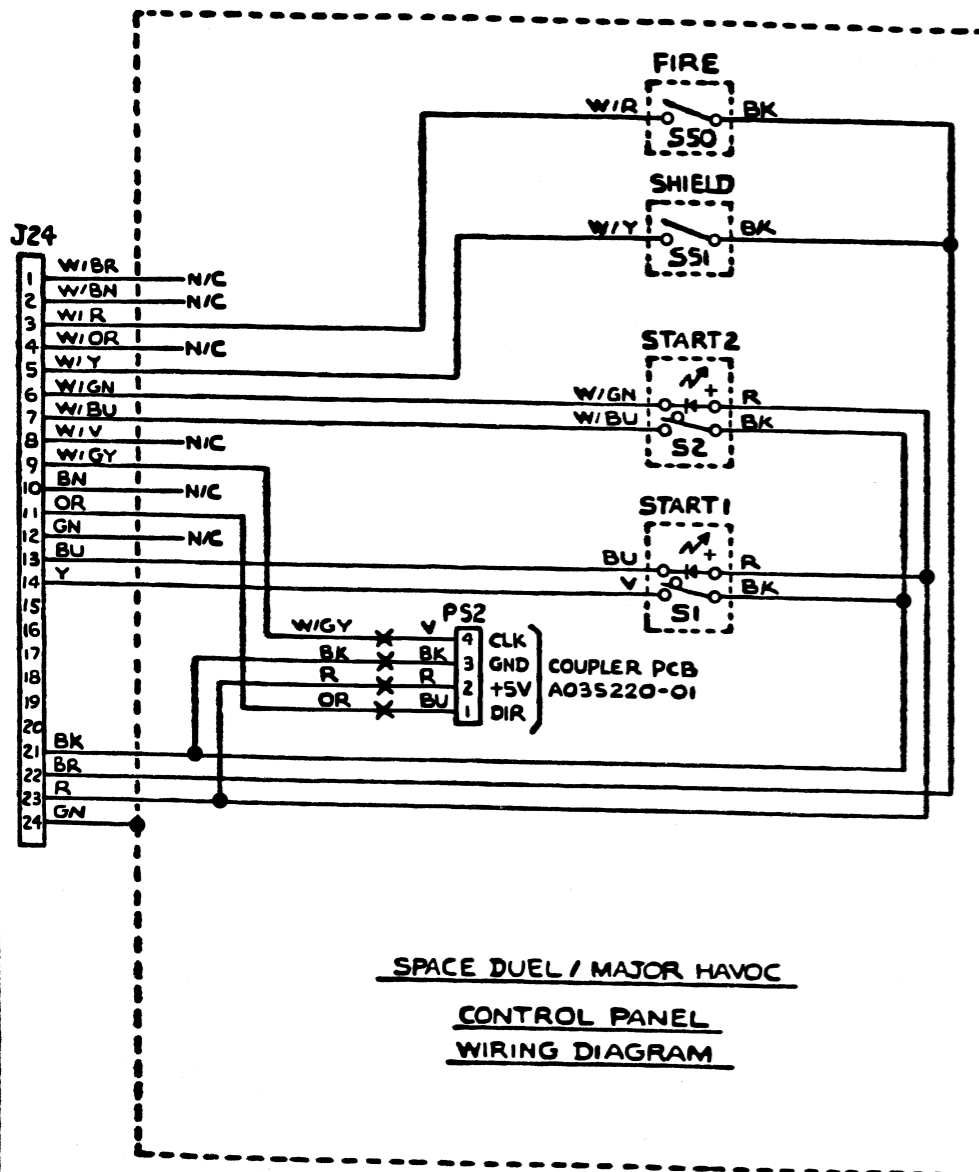 FIRE
W/R BK
S50
SHIELD
W/Y BK
S51
J24
1 W/BR N/C
2 W/BN N/C
3 W/R
4 W/OR N/C
5 W/Y
6 W/GN
7 W/BU
8 W/V N/C
9 W/GY
10 BN N/C
11 OR
12 GN N/C
13 BU
14 Y
15
16
17
18
19
20
21 BK
22 BR
23 R
24 GN
START 2
W/GN + R
W/BU BK
S2
START 1
BU + R
V BK
S1
PS2
W/GY V 4 CLK
BK BK 3 GND
R R 2 +5V
OR BU 1 DIR
COUPLER PCB
A035220-01
SPACE DUEL / MAJOR HAVOC
CONTROL PANEL
WIRING DIAGRAM